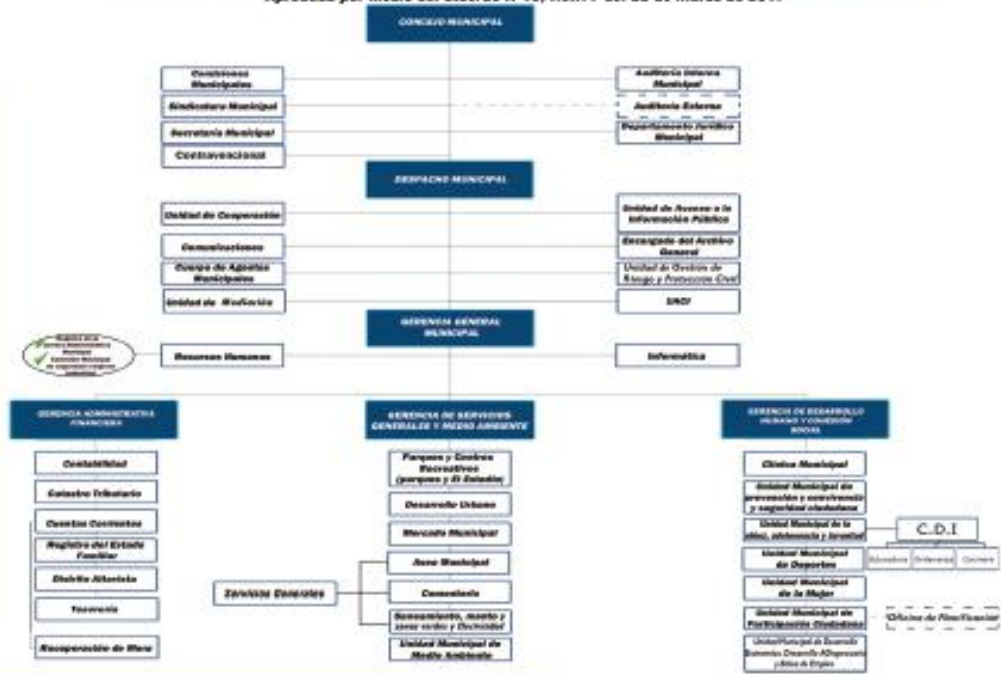 CONCEJO MUNICIPAL
Comisiones
Municipales
Sindicatura Municipal
Secretaría Municipal
Contravencional
Auditoría Interna
Municipal
Auditoría Externa
Departamento Jurídico
Municipal
DESPACHO MUNICIPAL
Unidad de Cooperación
Comunicaciones
Cuerpo de Agentes
Municipales
Unidad de Mediación
Unidad de Acceso a la
Información Pública
Encargado del Archivo
General
Unidad de Gestión de
Riesgo y Protección Civil
UACI
GERENCIA GENERAL
MUNICIPAL
Recursos Humanos
Informática
GERENCIA ADMINISTRATIVA
FINANCIERA
Contabilidad
Catastro Tributario
Cuentas Corrientes
Registro del Estado
Familiar
Distrito Altavista
Tesorería
Recuperación de Mora
GERENCIA DE SERVICIOS
GENERALES Y MEDIO AMBIENTE
Parques y Centros
Recreativos
(parques y El Estadio)
Desarrollo Urbano
Mercado Municipal
Aseo Municipal
Servicios Generales
Cementerio
Saneamiento, mantto y
zonas verdes y Electricidad
Unidad Municipal de
Medio Ambiente
GERENCIA DE DESARROLLO
HUMANO Y COHESIÓN
SOCIAL
Clínica Municipal
Unidad Municipal de
prevención y convivencia
y seguridad ciudadana
Unidad Municipal de la
niñez, adolescencia y Juventud
C.D.I
Educadora
Ordenanza
Cocinera
Unidad Municipal
de Deportes
Unidad Municipal
de la Mujer
Unidad Municipal de
Participación Ciudadana
Oficina de Planificación
Unidad Municipal de Desarrollo